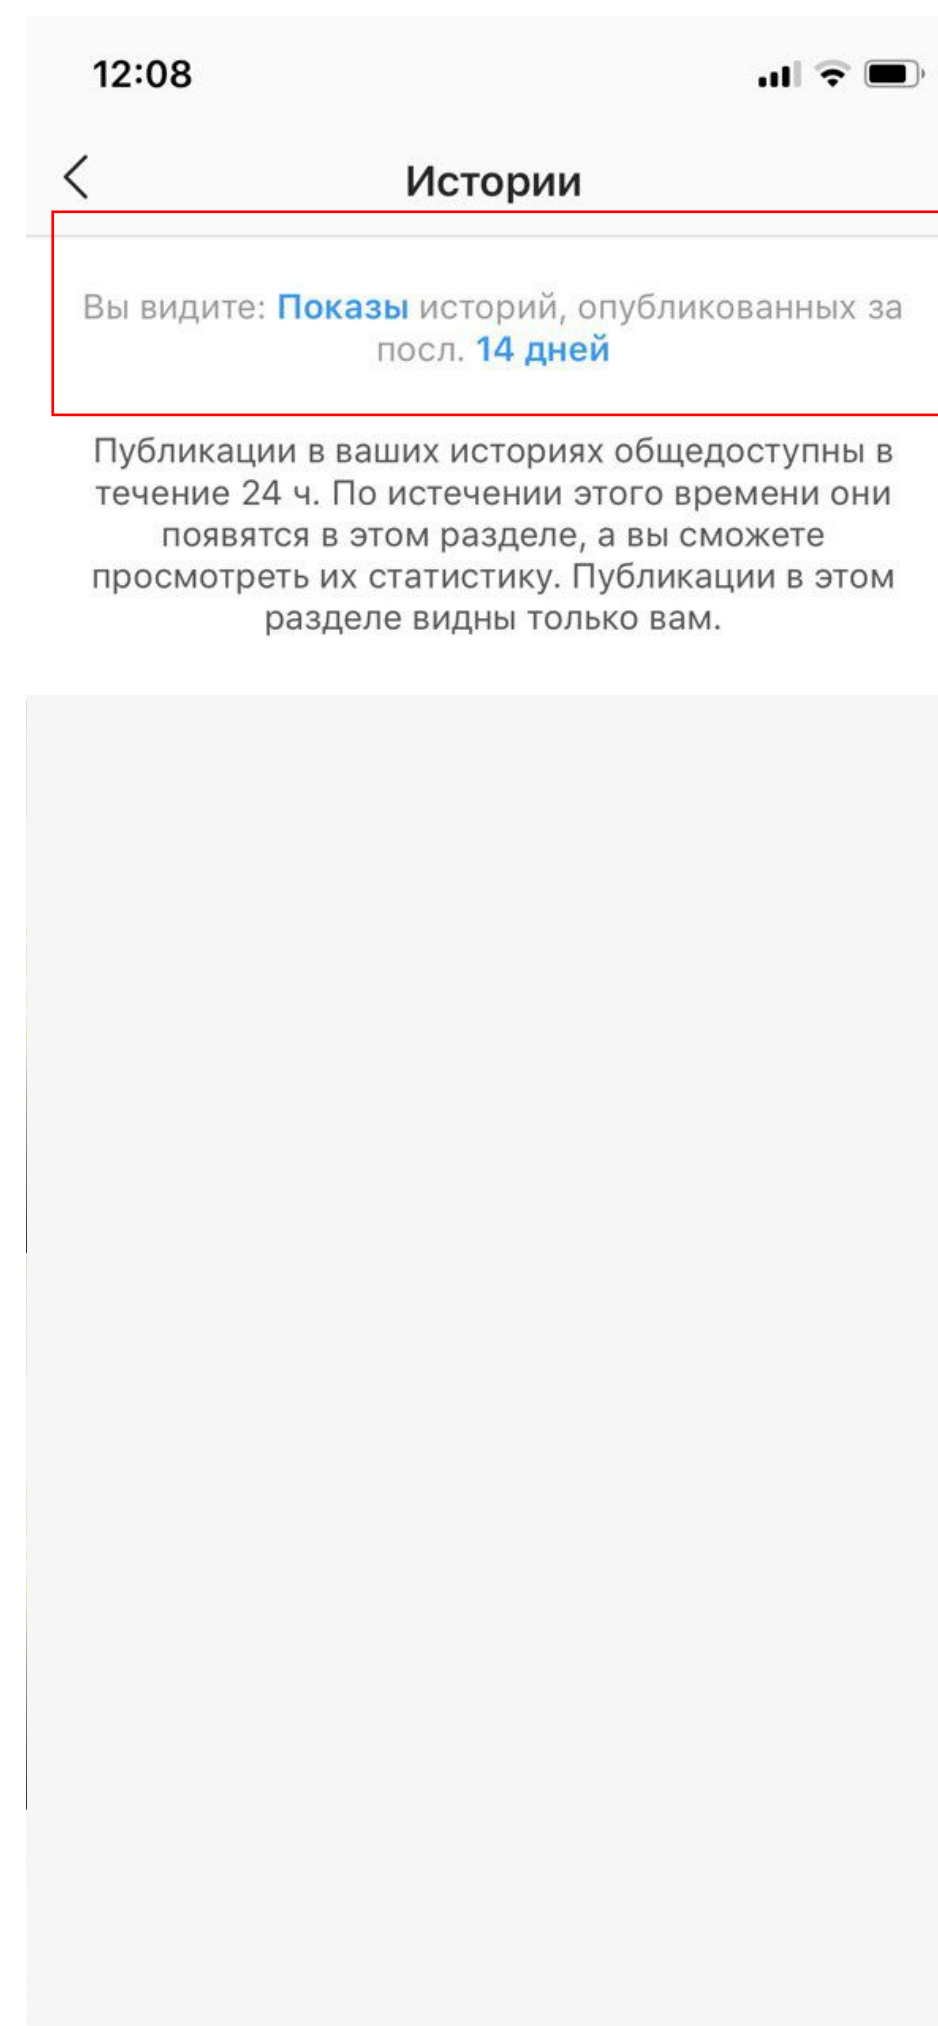 12:08
Истории
Вы видите: Показы историй, опубликованных за
посл. 14 дней
Публикации в ваших историях общедоступны в
течение 24 ч. По истечении этого времени они
появятся в этом разделе, а вы сможете
просмотреть их статистику. Публикации в этом
разделе видны только вам.